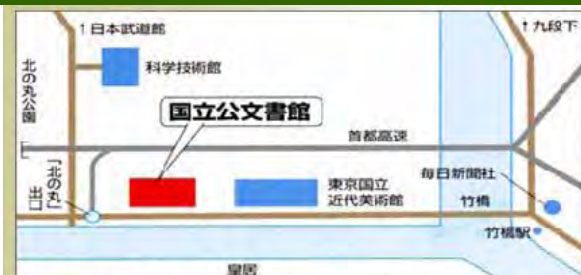 ↑日本武道館
↑九段下
科学技術館
北の丸公園
国立公文書館
首都高速
「北の丸」
出口
東京国立
近代美術館
毎日新聞社
竹橋
竹橋駅
皇居